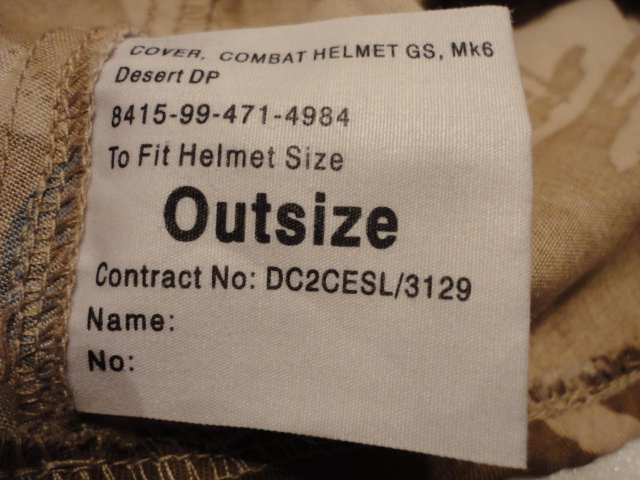 COVER, COMBAT HELMET GS, Mk6
Desert DP
8415-99-471-4984
To Fit Helmet Size
Outsize
Contract No: DC2CESL/3129
Name:
No: